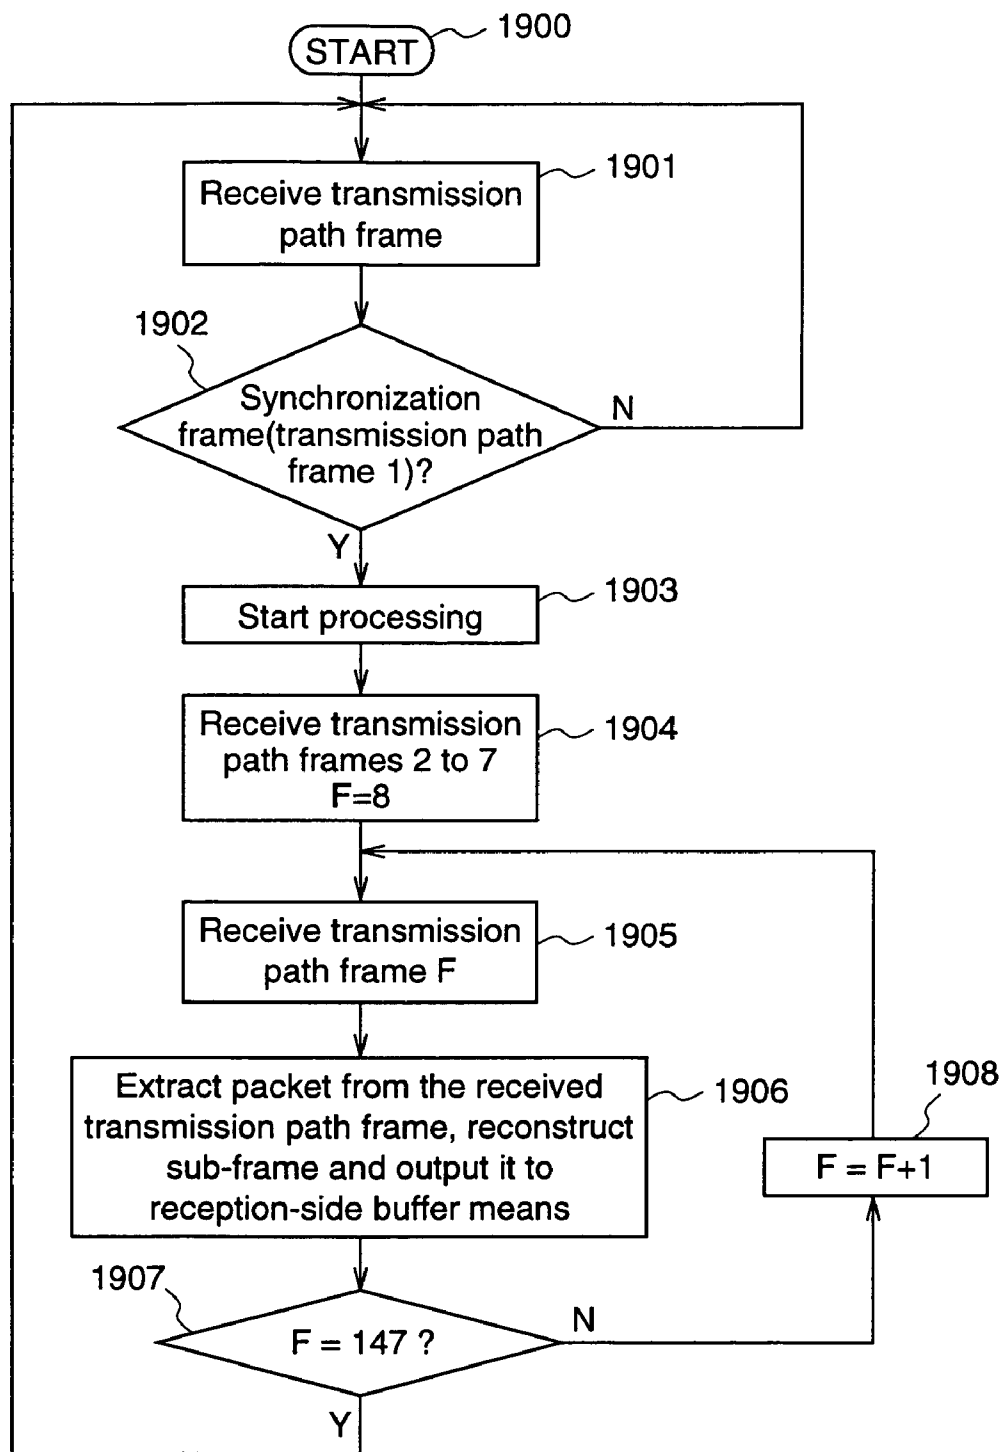 START
1900
1901
Receive transmission
path frame
1902
Synchronization
frame(transmission path
frame 1)?
N
Y
1903
Start processing
1904
Receive transmission
path frames 2 to 7
F=8
1905
Receive transmission
path frame F
1906
Extract packet from the received
transmission path frame, reconstruct
sub-frame and output it to
reception-side buffer means
1908
F = F+1
1907
F = 147 ?
N
Y